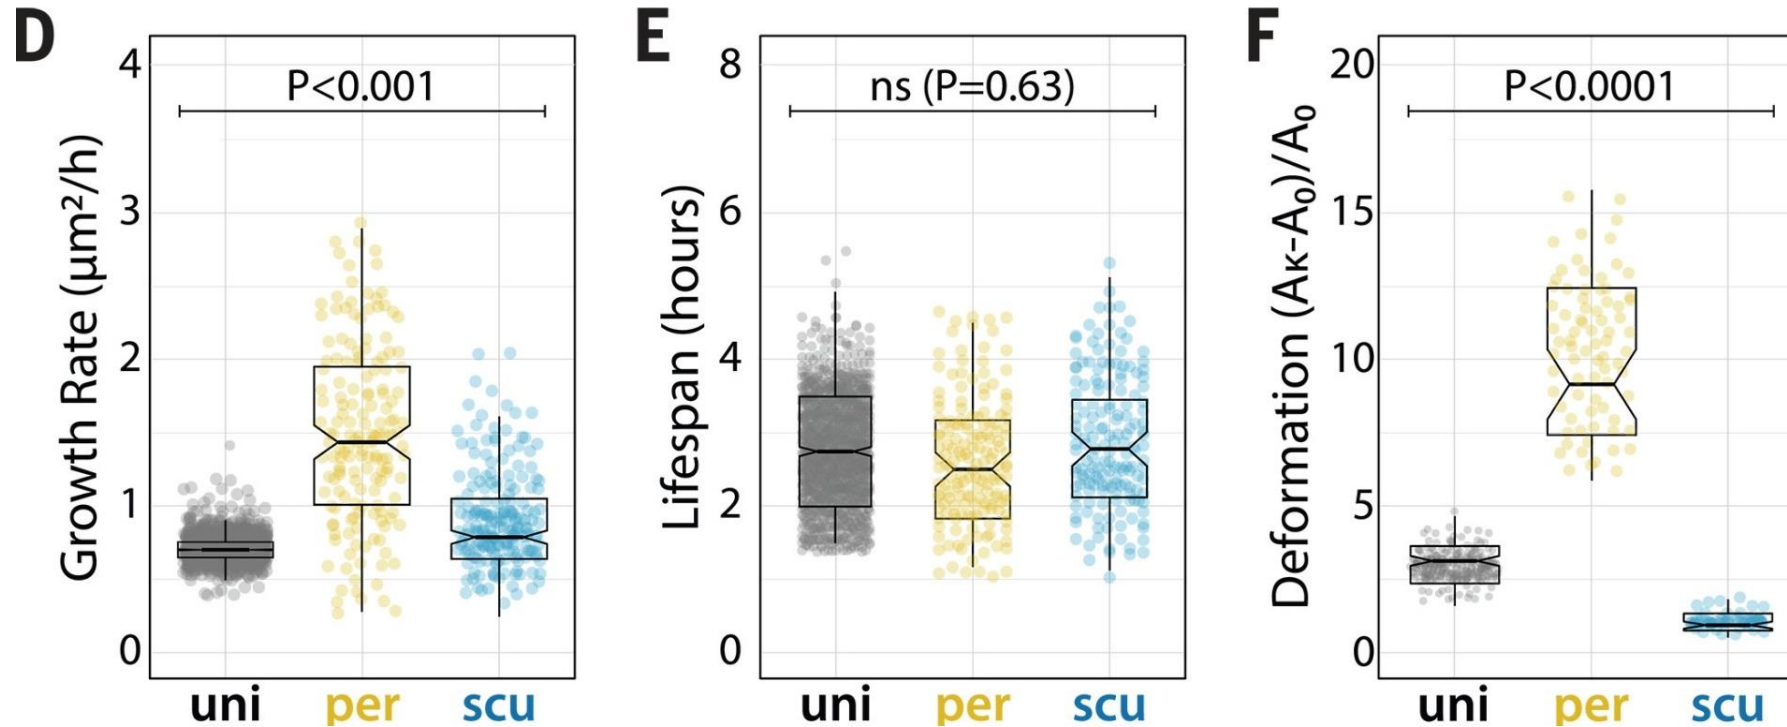 D
Growth Rate (μm²/h)
4
3
2
1
0
P<0.001
uni per scu
E
Lifespan (hours)
8
6
4
2
0
ns (P=0.63)
uni per scu
F
Deformation (Aκ-A₀)/A₀
20
15
10
5
0
P<0.0001
uni per scu